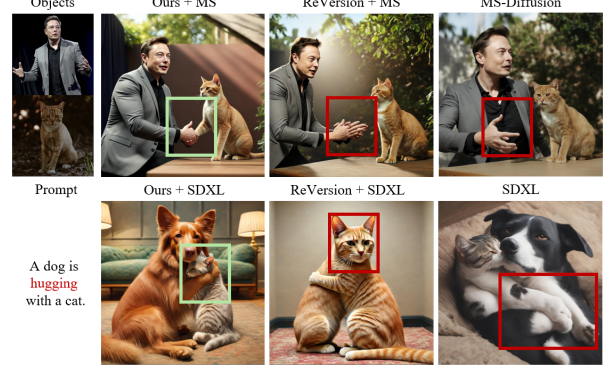 Objects
Ours + MS
ReVersion + MS
MS-Diffusion
Prompt
Ours + SDXL
ReVersion + SDXL
SDXL
A dog is
hugging
with a cat.